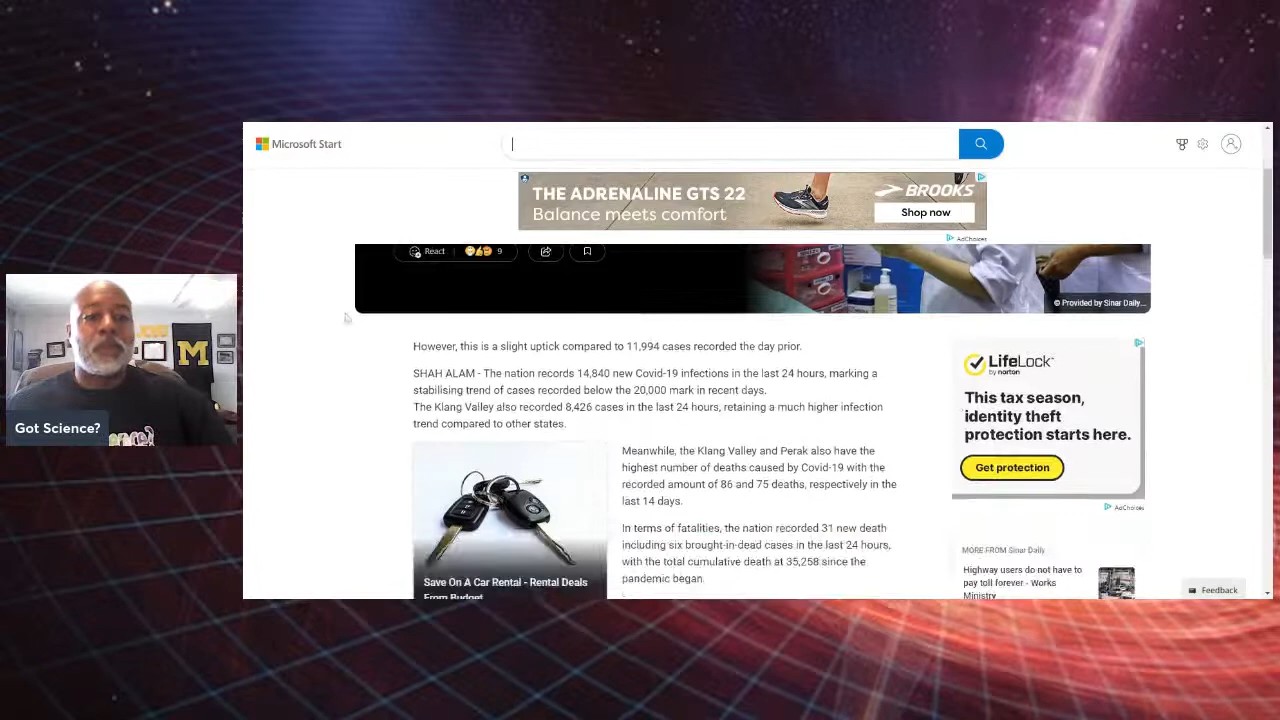 Microsoft Start
THE ADRENALINE GTS 22
Balance meets comfort
BROOKS
Shop now
AdChoices
React
9
© Provided by Sinar Daily...
However, this is a slight uptick compared to 11,994 cases recorded the day prior.
SHAH ALAM - The nation records 14,840 new Covid-19 infections in the last 24 hours, marking a
stabilising trend of cases recorded below the 20,000 mark in recent days.
The Klang Valley also recorded 8,426 cases in the last 24 hours, retaining a much higher infection
trend compared to other states.
Meanwhile, the Klang Valley and Perak also have the
highest number of deaths caused by Covid-19 with the
recorded amount of 86 and 75 deaths, respectively in the
last 14 days.
In terms of fatalities, the nation recorded 31 new death
including six brought-in-dead cases in the last 24 hours,
with the total cumulative death at 35,258 since the
pandemic began.
Save On A Car Rental - Rental Deals
From Budget
LifeLock
by norton
This tax season,
identity theft
protection starts here.
Get protection
AdChoices
MORE FROM Sinar Daily
Highway users do not have to
pay toll forever - Works
Ministry
Feedback
M
Got Science?